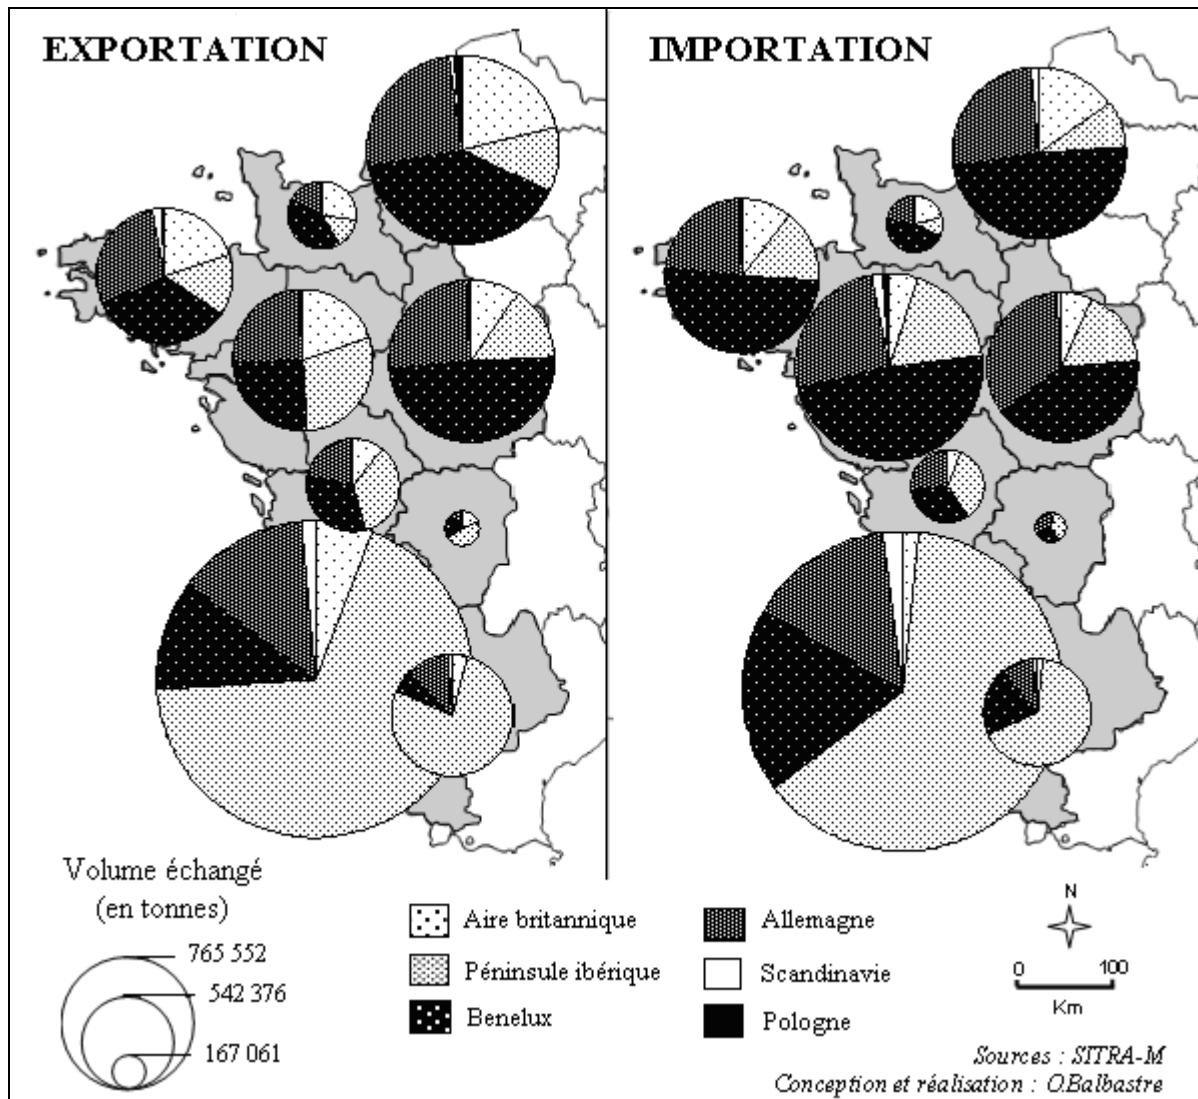 EXPORTATION
IMPORTATION
Volume échangé
(en tonnes)
765 552
542 376
167 061
Aire britannique
Péninsule ibérique
Benelux
Allemagne
Scandinavie
Pologne
N
0 100
Km
Sources : SITRA-M
Conception et réalisation : O.Balbastre